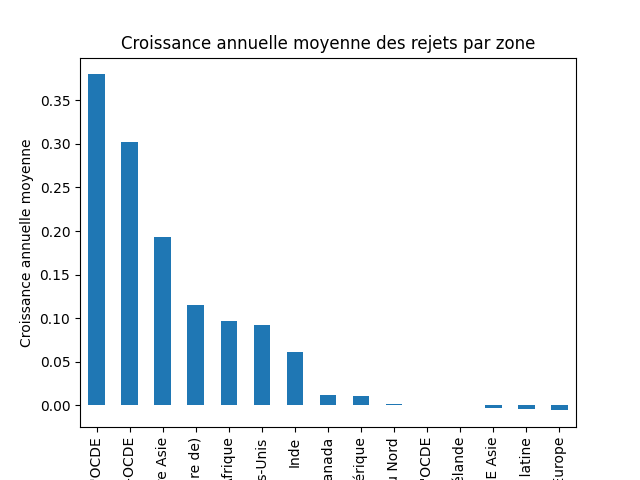 Croissance annuelle moyenne des rejets par zone
Croissance annuelle moyenne
0.35
0.30
0.25
0.20
0.15
0.10
0.05
0.00
'OCDE
-OCDE
e Asie
re de)
frique
s-Unis
Inde
anada
érique
u Nord
'OCDE
élande
E Asie
latine
Europe